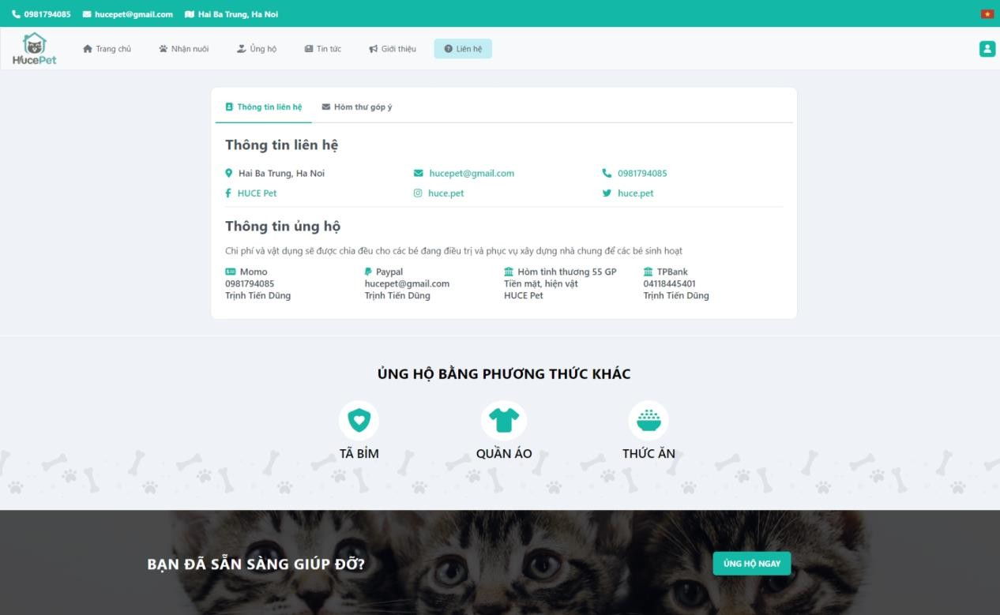 0981794085 hucepet@gmail.com Hai Ba Trung, Ha Noi
HucePet Trang chủ Nhận nuôi Ủng hộ Tin tức Giới thiệu Liên hệ
Thông tin liên hệ Hòm thư góp ý
Thông tin liên hệ
Hai Ba Trung, Ha Noi hucepet@gmail.com 0981794085
HUCE Pet huce.pet huce.pet
Thông tin ủng hộ
Chi phí và vật dụng sẽ được chia đều cho các bé đang điều trị và phục vụ xây dựng nhà chung để các bé sinh hoạt
Momo Paypal Hòm tình thương 55 GP TPBank
0981794085 hucepet@gmail.com Tiền mặt, hiện vật 04118445401
Trịnh Tiến Dũng Trịnh Tiến Dũng HUCE Pet Trịnh Tiến Dũng
ỦNG HỘ BẰNG PHƯƠNG THỨC KHÁC
TÃ BỈM QUẦN ÁO THỨC ĂN
BẠN ĐÃ SẴN SÀNG GIÚP ĐỠ? ỦNG HỘ NGAY